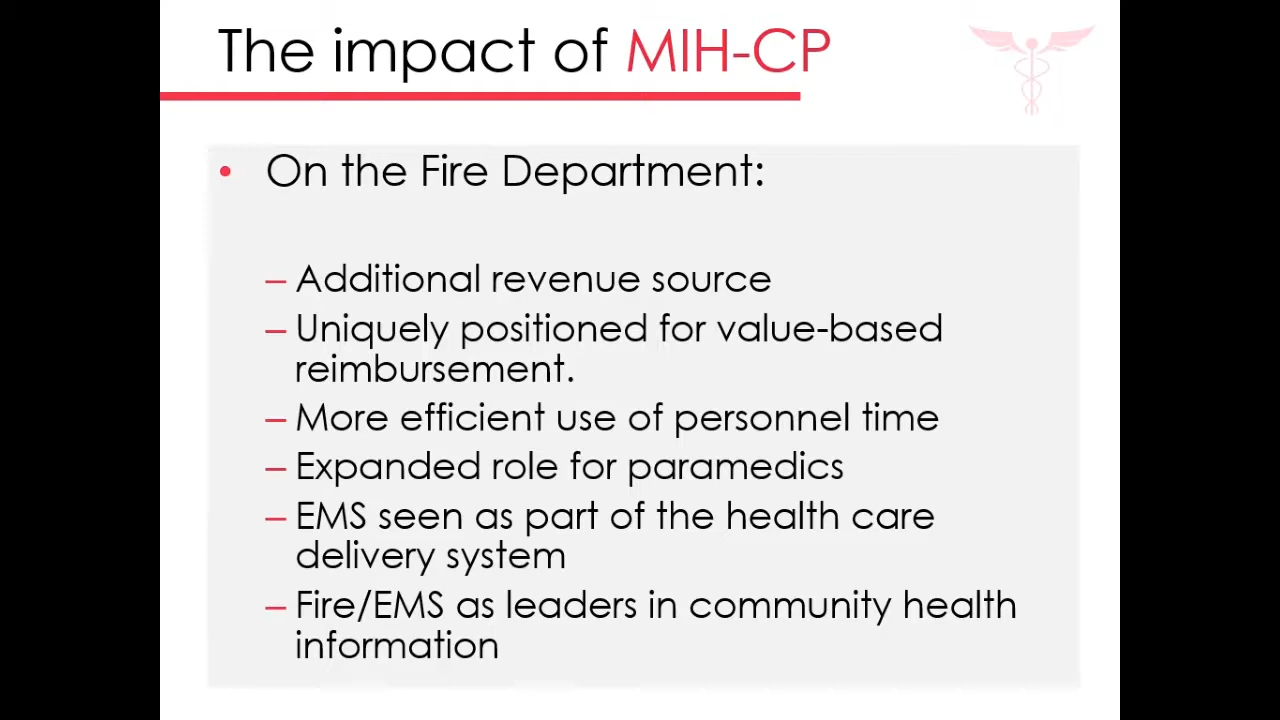 The impact of MIH-CP
• On the Fire Department:
– Additional revenue source
– Uniquely positioned for value-based
reimbursement.
– More efficient use of personnel time
– Expanded role for paramedics
– EMS seen as part of the health care
delivery system
– Fire/EMS as leaders in community health
information